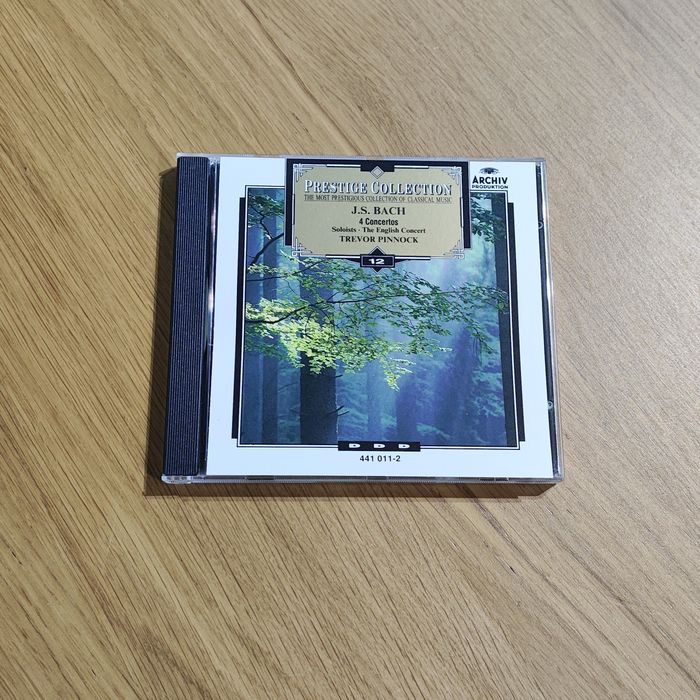 PRESTIGE COLLECTION
THE MOST PRESTIGIOUS COLLECTION OF CLASSICAL MUSIC
J.S. BACH
4 Concertos
Soloists · The English Concert
TREVOR PINNOCK
12
ARCHIV
PRODUKTION
D D D
441 011-2